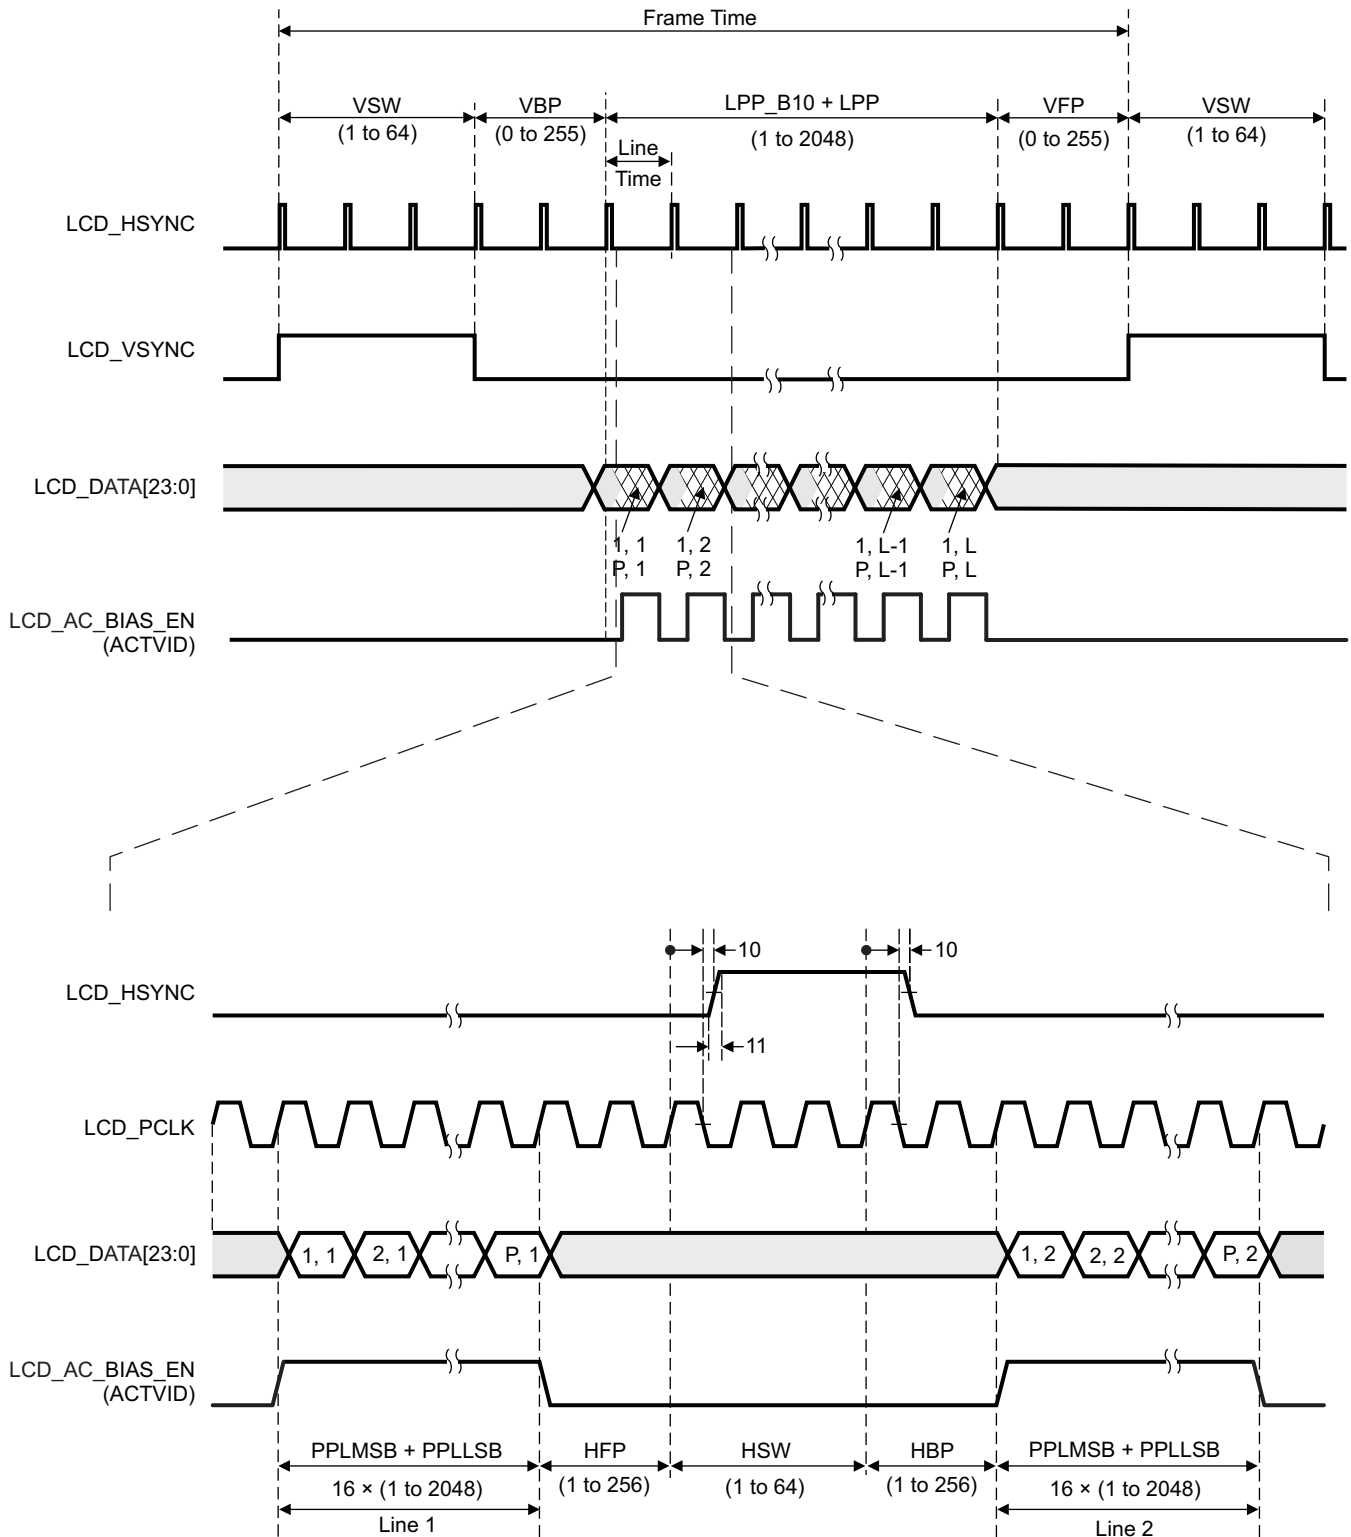 Frame Time
VSW
(1 to 64)
VBP
(0 to 255)
LPP_B10 + LPP
(1 to 2048)
VFP
(0 to 255)
VSW
(1 to 64)
Line
Time
LCD_HSYNC
LCD_VSYNC
LCD_DATA[23:0]
1, 1
P, 1
1, 2
P, 2
1, L-1
P, L-1
1, L
P, L
LCD_AC_BIAS_EN
(ACTVID)
10
10
LCD_HSYNC
11
LCD_PCLK
LCD_DATA[23:0]
1, 1
2, 1
P, 1
1, 2
2, 2
P, 2
LCD_AC_BIAS_EN
(ACTVID)
PPLMSB + PPLLSB
16 × (1 to 2048)
Line 1
HFP
(1 to 256)
HSW
(1 to 64)
HBP
(1 to 256)
PPLMSB + PPLLSB
16 × (1 to 2048)
Line 2